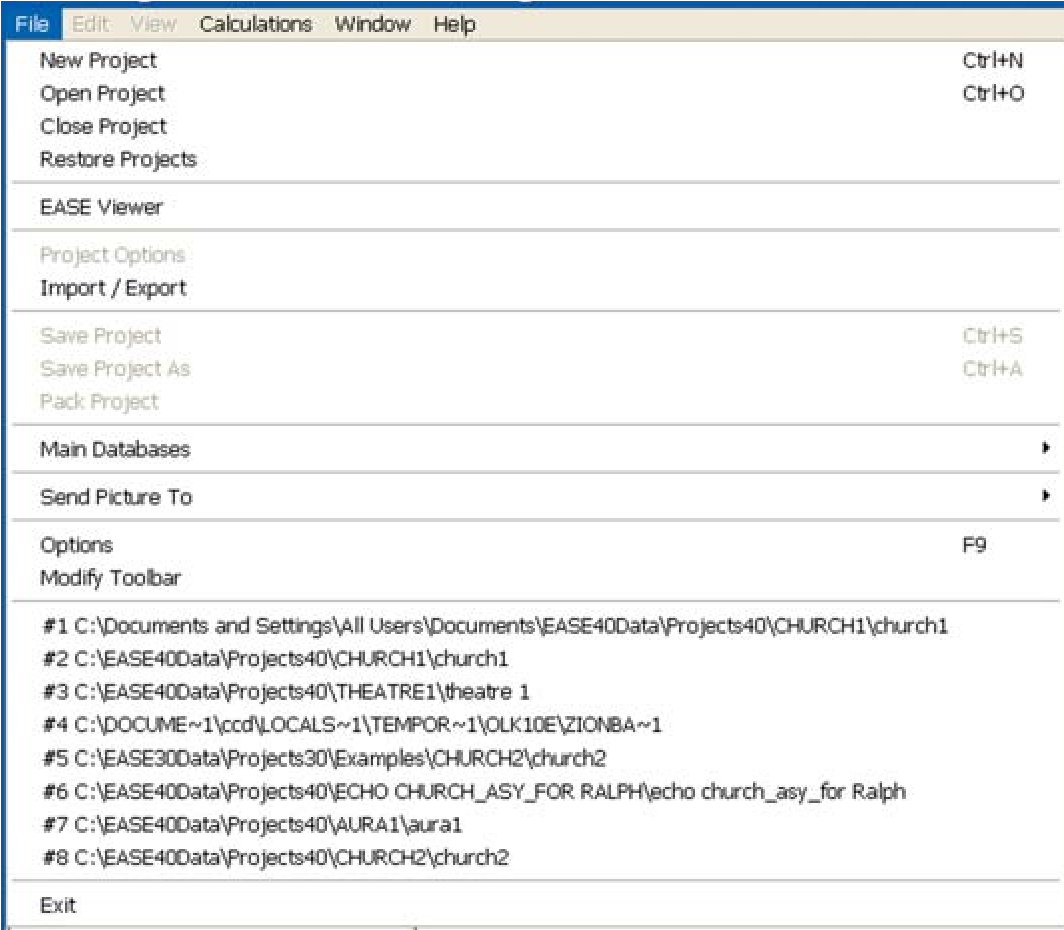 File Edit View Calculations Window Help
New Project Ctrl+N
Open Project Ctrl+O
Close Project
Restore Projects
EASE Viewer
Project Options
Import / Export
Save Project Ctrl+S
Save Project As Ctrl+A
Pack Project
Main Databases
Send Picture To
Options F9
Modify Toolbar
#1 C:\Documents and Settings\All Users\Documents\EASE40Data\Projects40\CHURCH1\church1
#2 C:\EASE40Data\Projects40\CHURCH1\church1
#3 C:\EASE40Data\Projects40\THEATRE1\theatre 1
#4 C:\DOCUME~1\ccd\LOCALS~1\TEMPOR~1\OLK10E\ZIONBA~1
#5 C:\EASE30Data\Projects30\Examples\CHURCH2\church2
#6 C:\EASE40Data\Projects40\ECHO CHURCH_ASY_FOR RALPH\echo church_asy_for Ralph
#7 C:\EASE40Data\Projects40\AURA1\aura1
#8 C:\EASE40Data\Projects40\CHURCH2\church2
Exit